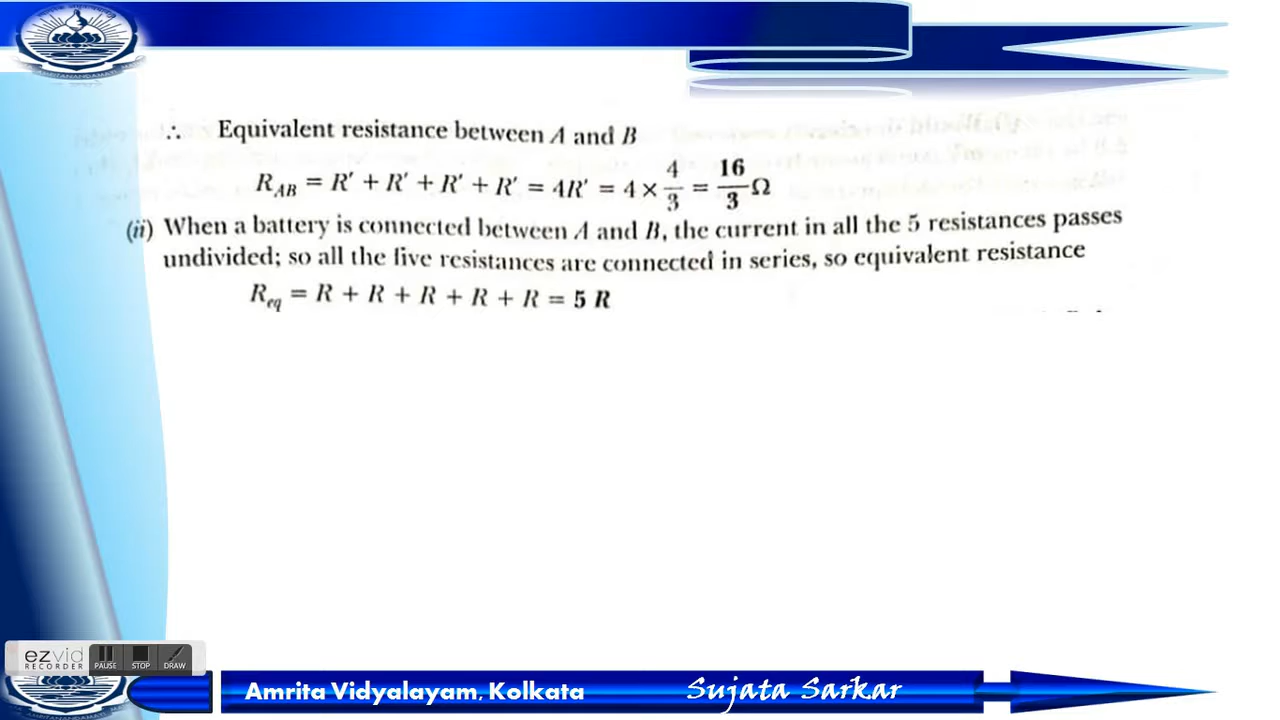 ∴ Equivalent resistance between A and B
R_AB = R′ + R′ + R′ + R′ = 4R′ = 4 × 4/3 = 16/3 Ω
(ii) When a battery is connected between A and B, the current in all the 5 resistances passes
undivided; so all the five resistances are connected in series, so equivalent resistance
R_eq = R + R + R + R + R = 5 R
ezvid
RECORDER
PAUSE
STOP
DRAW
Amrita Vidyalayam, Kolkata
Sujata Sarkar